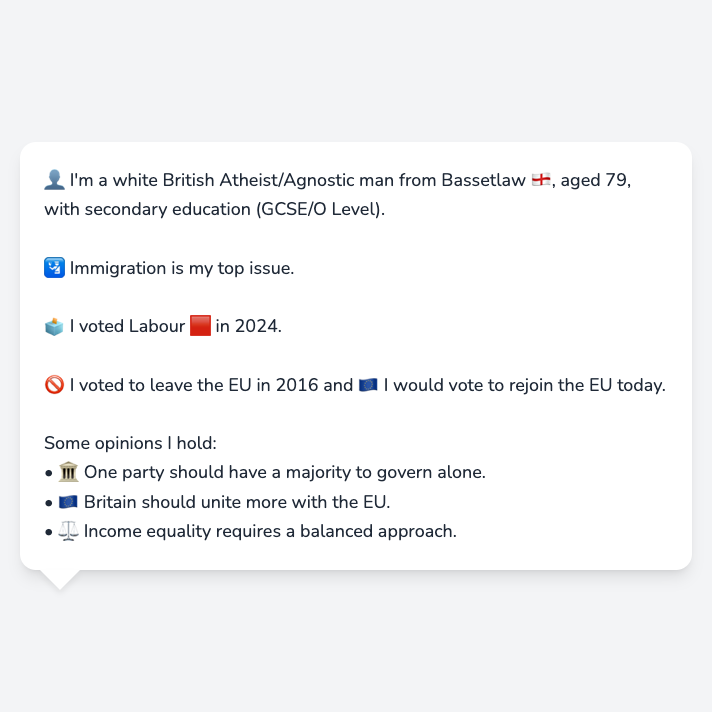 👤 I'm a white British Atheist/Agnostic man from Bassetlaw 🏴󠁧󠁢󠁥󠁮󠁧󠁿, aged 79,
with secondary education (GCSE/O Level).
🛂 Immigration is my top issue.
🗳️ I voted Labour 🟥 in 2024.
🚫 I voted to leave the EU in 2016 and 🇪🇺 I would vote to rejoin the EU today.
Some opinions I hold:
• 🏛️ One party should have a majority to govern alone.
• 🇪🇺 Britain should unite more with the EU.
• ⚖️ Income equality requires a balanced approach.